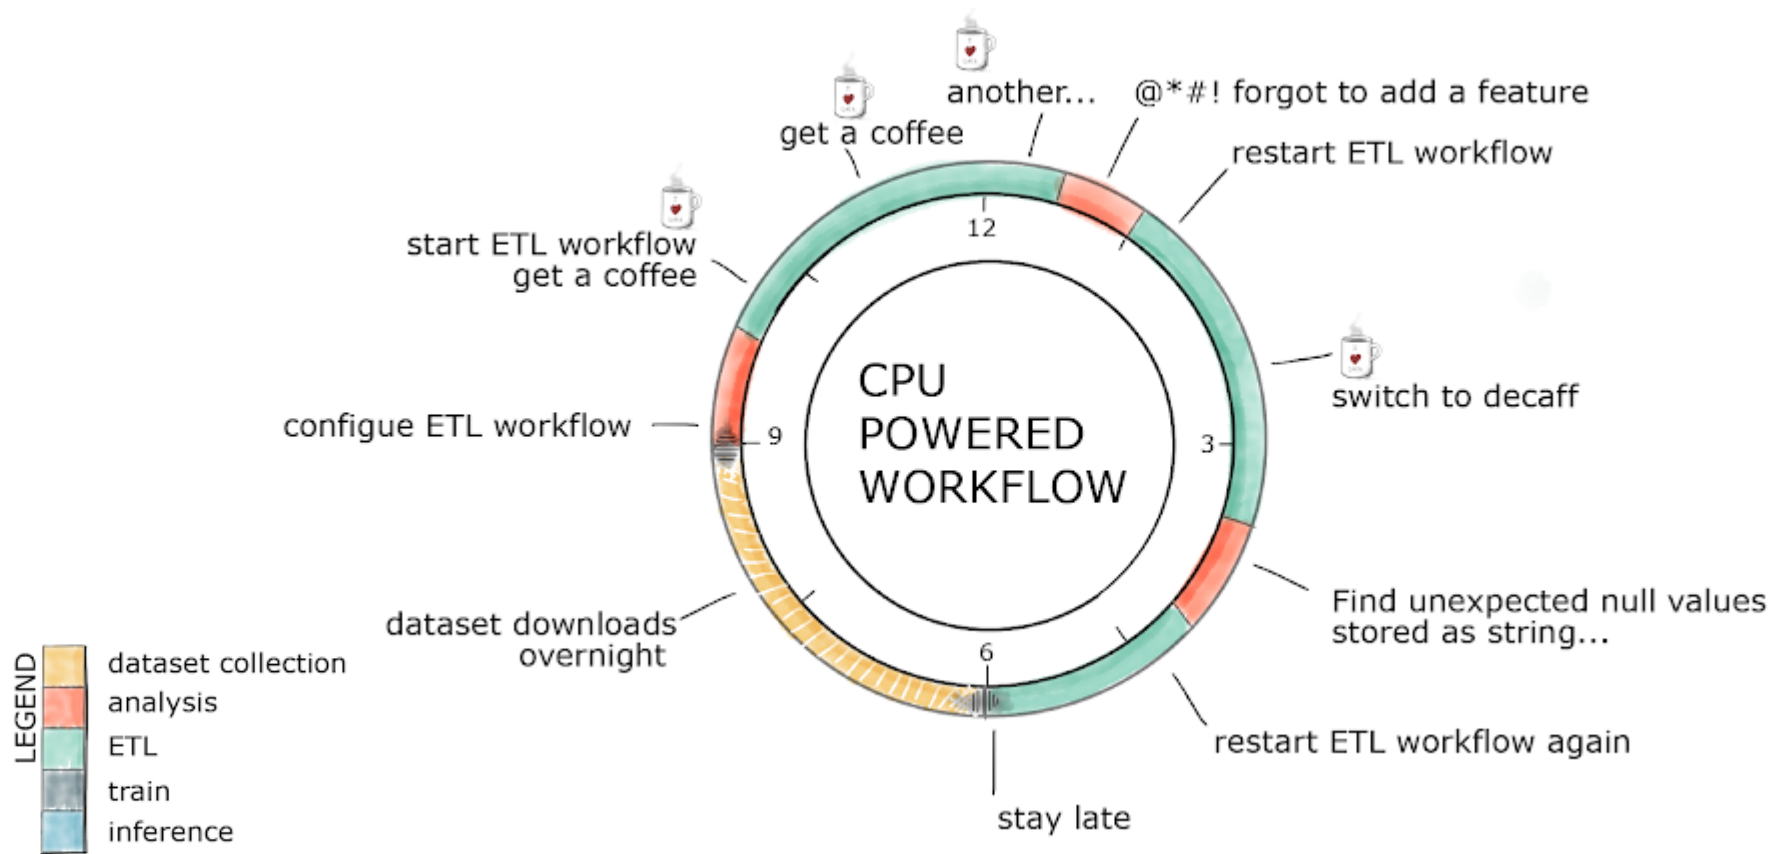 another...
@*#! forgot to add a feature
get a coffee
restart ETL workflow
12
start ETL workflow
get a coffee
CPU
POWERED
WORKFLOW
switch to decaff
configue ETL workflow
9
3
Find unexpected null values
stored as string...
dataset downloads
overnight
6
restart ETL workflow again
stay late
LEGEND
dataset collection
analysis
ETL
train
inference